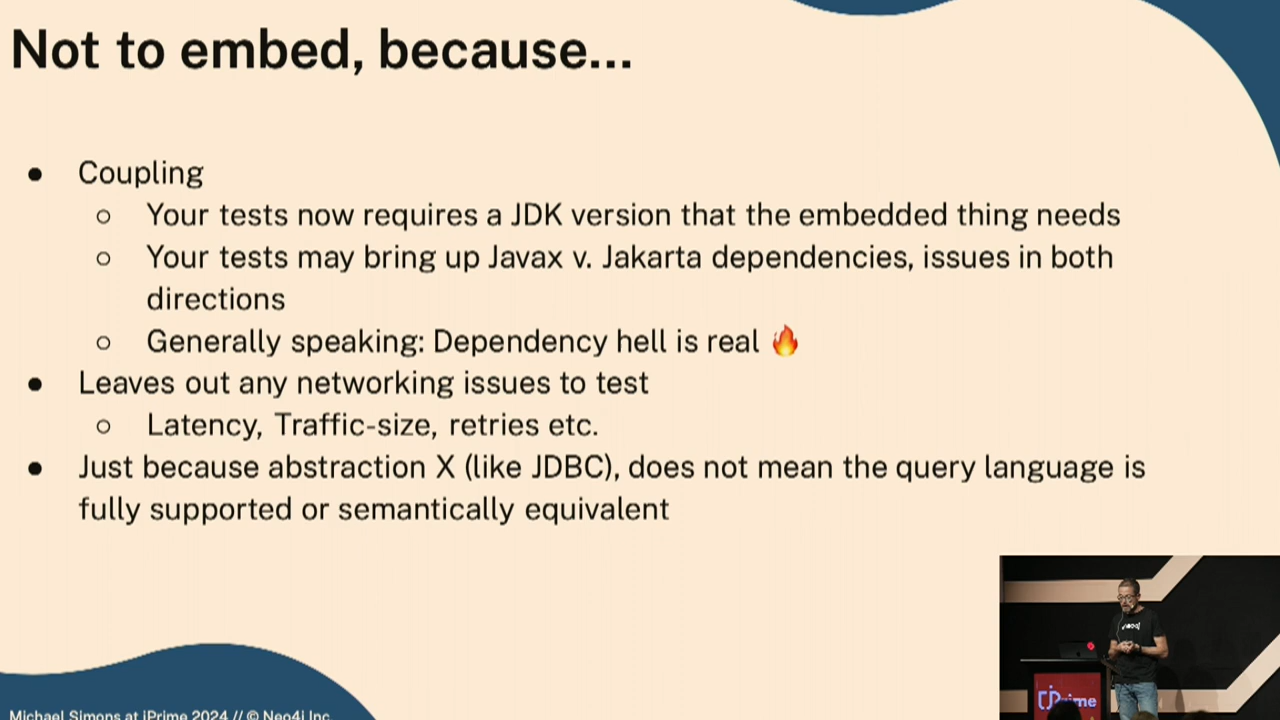 Not to embed, because...
● Coupling
○ Your tests now requires a JDK version that the embedded thing needs
○ Your tests may bring up Javax v. Jakarta dependencies, issues in both
directions
○ Generally speaking: Dependency hell is real 🔥
● Leaves out any networking issues to test
○ Latency, Traffic-size, retries etc.
● Just because abstraction X (like JDBC), does not mean the query language is
fully supported or semantically equivalent
Michael Simons at jPrime 2024 // © Neo4j Inc.
jPrime